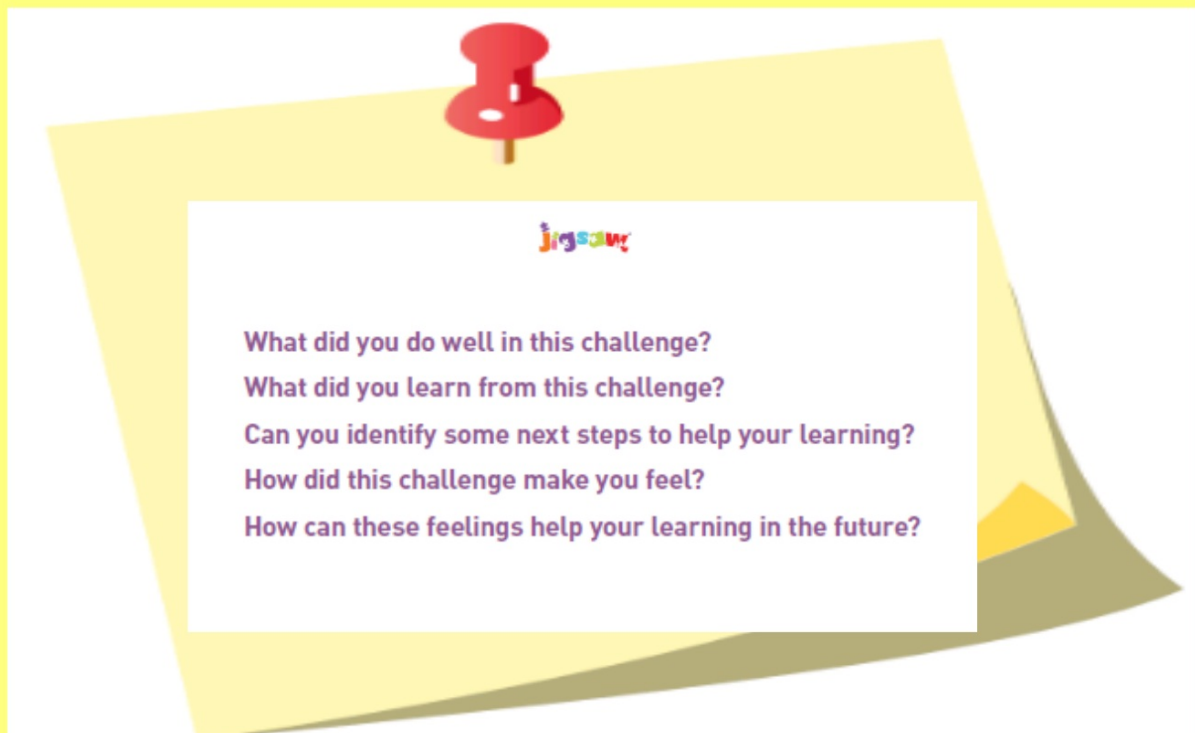 jigsaw
What did you do well in this challenge?
What did you learn from this challenge?
Can you identify some next steps to help your learning?
How did this challenge make you feel?
How can these feelings help your learning in the future?